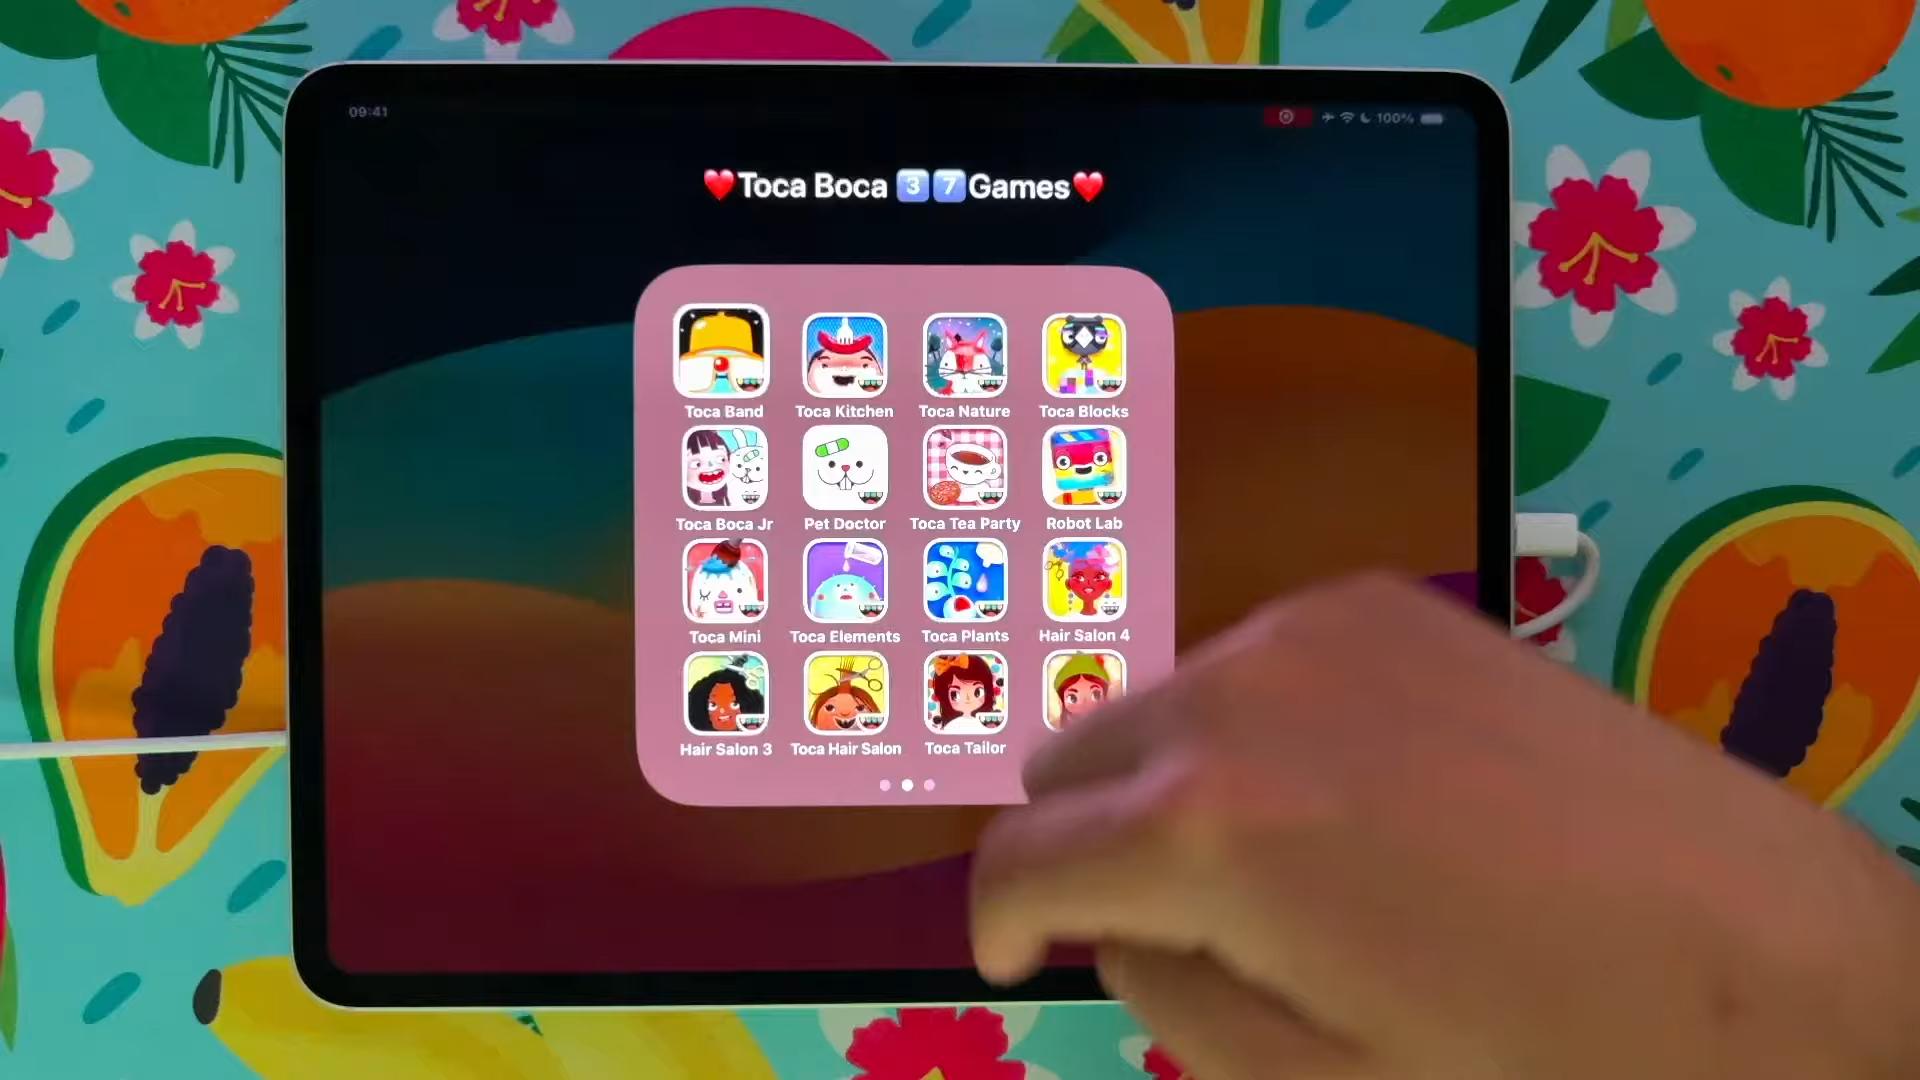 09:41
100%
❤️Toca Boca 3️⃣7️⃣Games❤️
Toca Band Toca Kitchen Toca Nature Toca Blocks
Toca Boca Jr Pet Doctor Toca Tea Party Robot Lab
Toca Mini Toca Elements Toca Plants Hair Salon 4
Hair Salon 3 Toca Hair Salon Toca Tailor